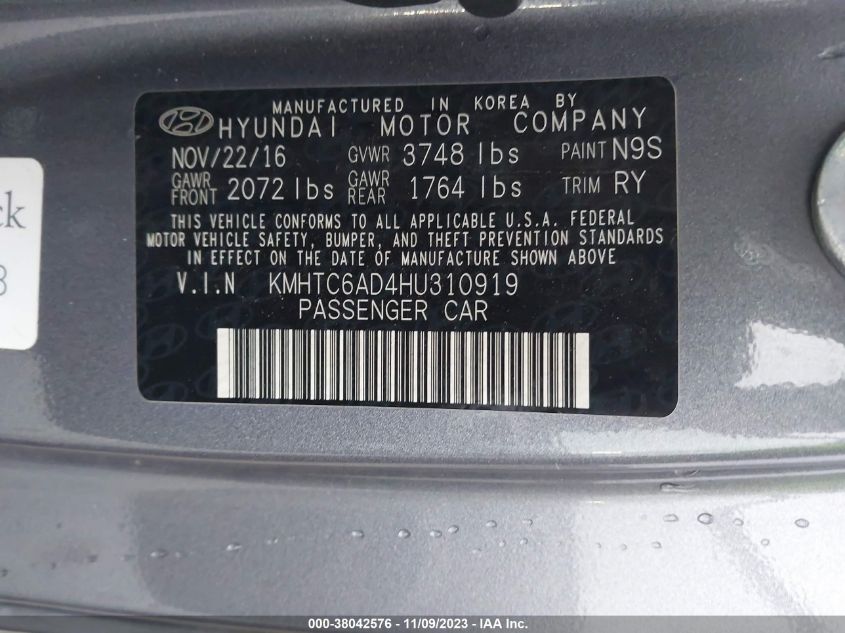 MANUFACTURED IN KOREA BY
HYUNDAI MOTOR COMPANY
NOV/22/16 GVWR 3748 lbs PAINT N9S
GAWR FRONT 2072 lbs GAWR REAR 1764 lbs TRIM RY
THIS VEHICLE CONFORMS TO ALL APPLICABLE U.S.A. FEDERAL
MOTOR VEHICLE SAFETY, BUMPER, AND THEFT PREVENTION STANDARDS
IN EFFECT ON THE DATE OF MANUFACTURE SHOWN ABOVE
V.I.N KMHTC6AD4HU310919
PASSENGER CAR
000-38042576 - 11/09/2023 - IAA Inc.